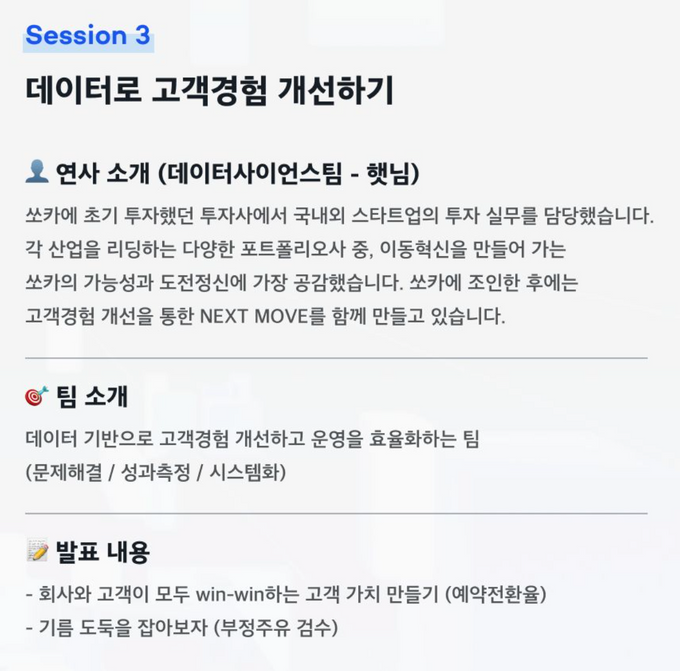 Session 3
데이터로 고객경험 개선하기
연사 소개 (데이터사이언스팀 - 햇님)
쏘카에 초기 투자했던 투자사에서 국내외 스타트업의 투자 실무를 담당했습니다.
각 산업을 리딩하는 다양한 포트폴리오사 중, 이동혁신을 만들어 가는
쏘카의 가능성과 도전정신에 가장 공감했습니다. 쏘카에 조인한 후에는
고객경험 개선을 통한 NEXT MOVE를 함께 만들고 있습니다.
팀 소개
데이터 기반으로 고객경험 개선하고 운영을 효율화하는 팀
(문제해결 / 성과측정 / 시스템화)
발표 내용
- 회사와 고객이 모두 win-win하는 고객 가치 만들기 (예약전환율)
- 기름 도둑을 잡아보자 (부정주유 검수)